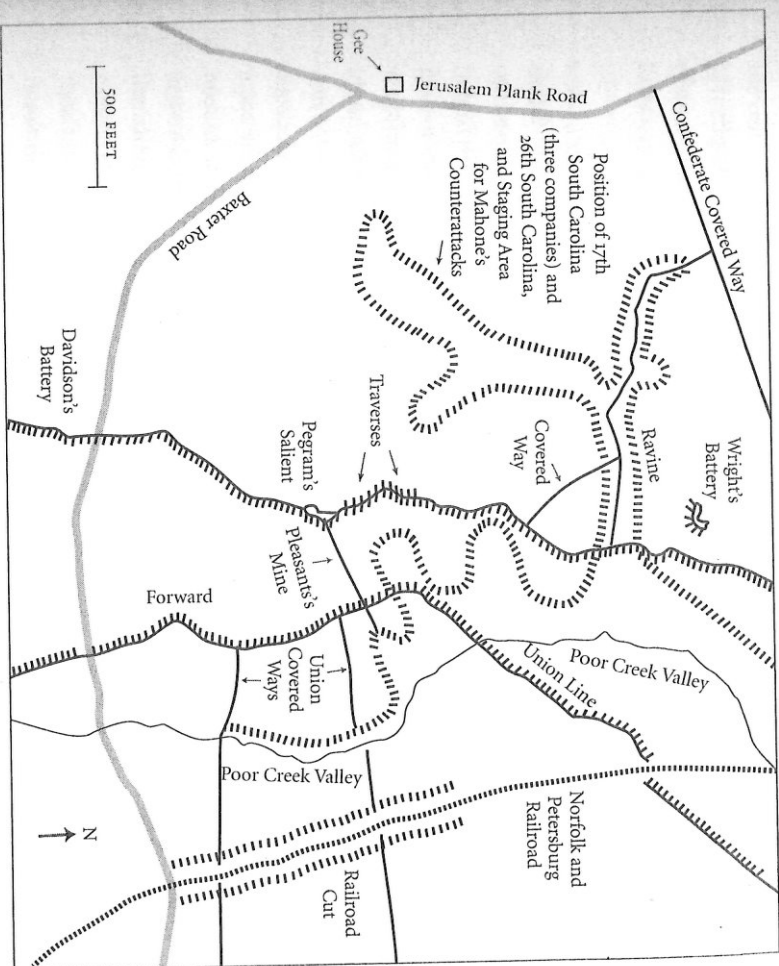 Gee
House
Jerusalem Plank Road
Confederate Covered Way
500 FEET
Baxter Road
Position of 17th
South Carolina
(three companies) and
26th South Carolina,
and Staging Area
for Mahone's
Counterattacks
Wright's
Battery
Ravine
Covered
Way
Traverses
Pegram's
Salient
Davidson's
Battery
Pleasants's
Mine
Forward
Union
Covered
Ways
Union Line
Poor Creek Valley
Poor Creek Valley
Norfolk and
Petersburg
Railroad
Railroad
Cut
N